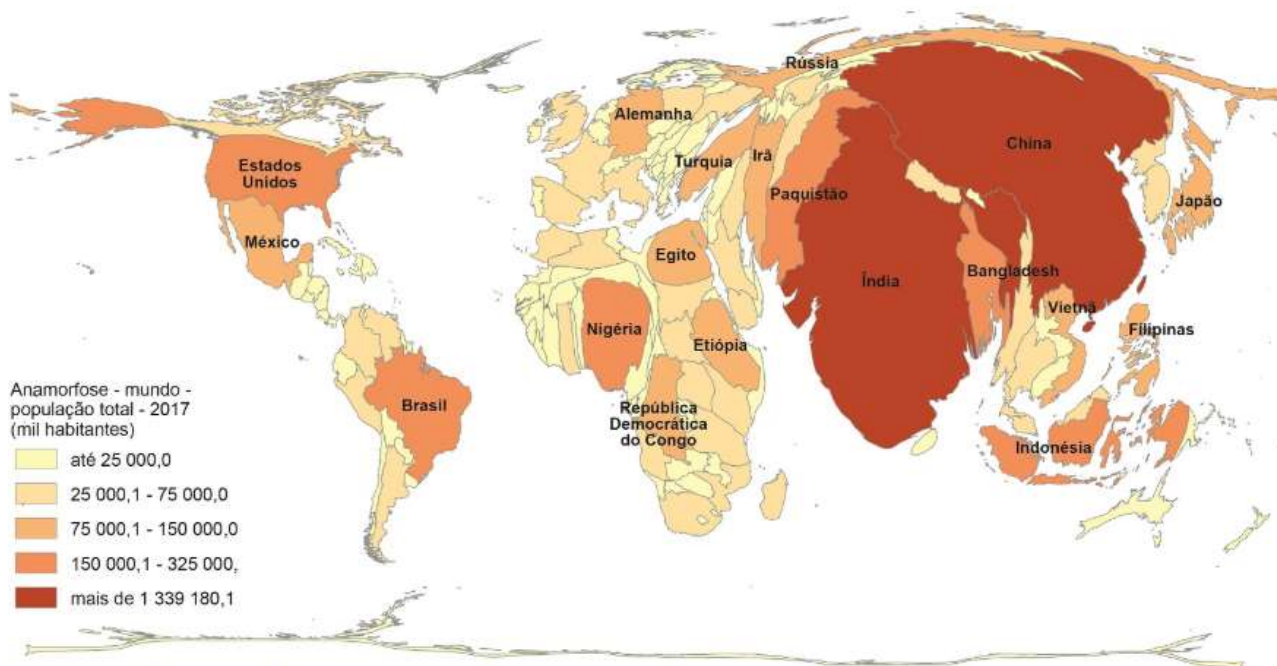 Rússia
Alemanha
China
Estados
Unidos
Turquia
Irã
Paquistão
Japão
México
Egito
Índia
Bangladesh
Vietnã
Nigéria
Filipinas
Etiópia
Anamorfose - mundo -
população total - 2017
(mil habitantes)
Brasil
República
Democrática
do Congo
Indonésia
até 25 000,0
25 000,1 - 75 000,0
75 000,1 - 150 000,0
150 000,1 - 325 000,
mais de 1 339 180,1